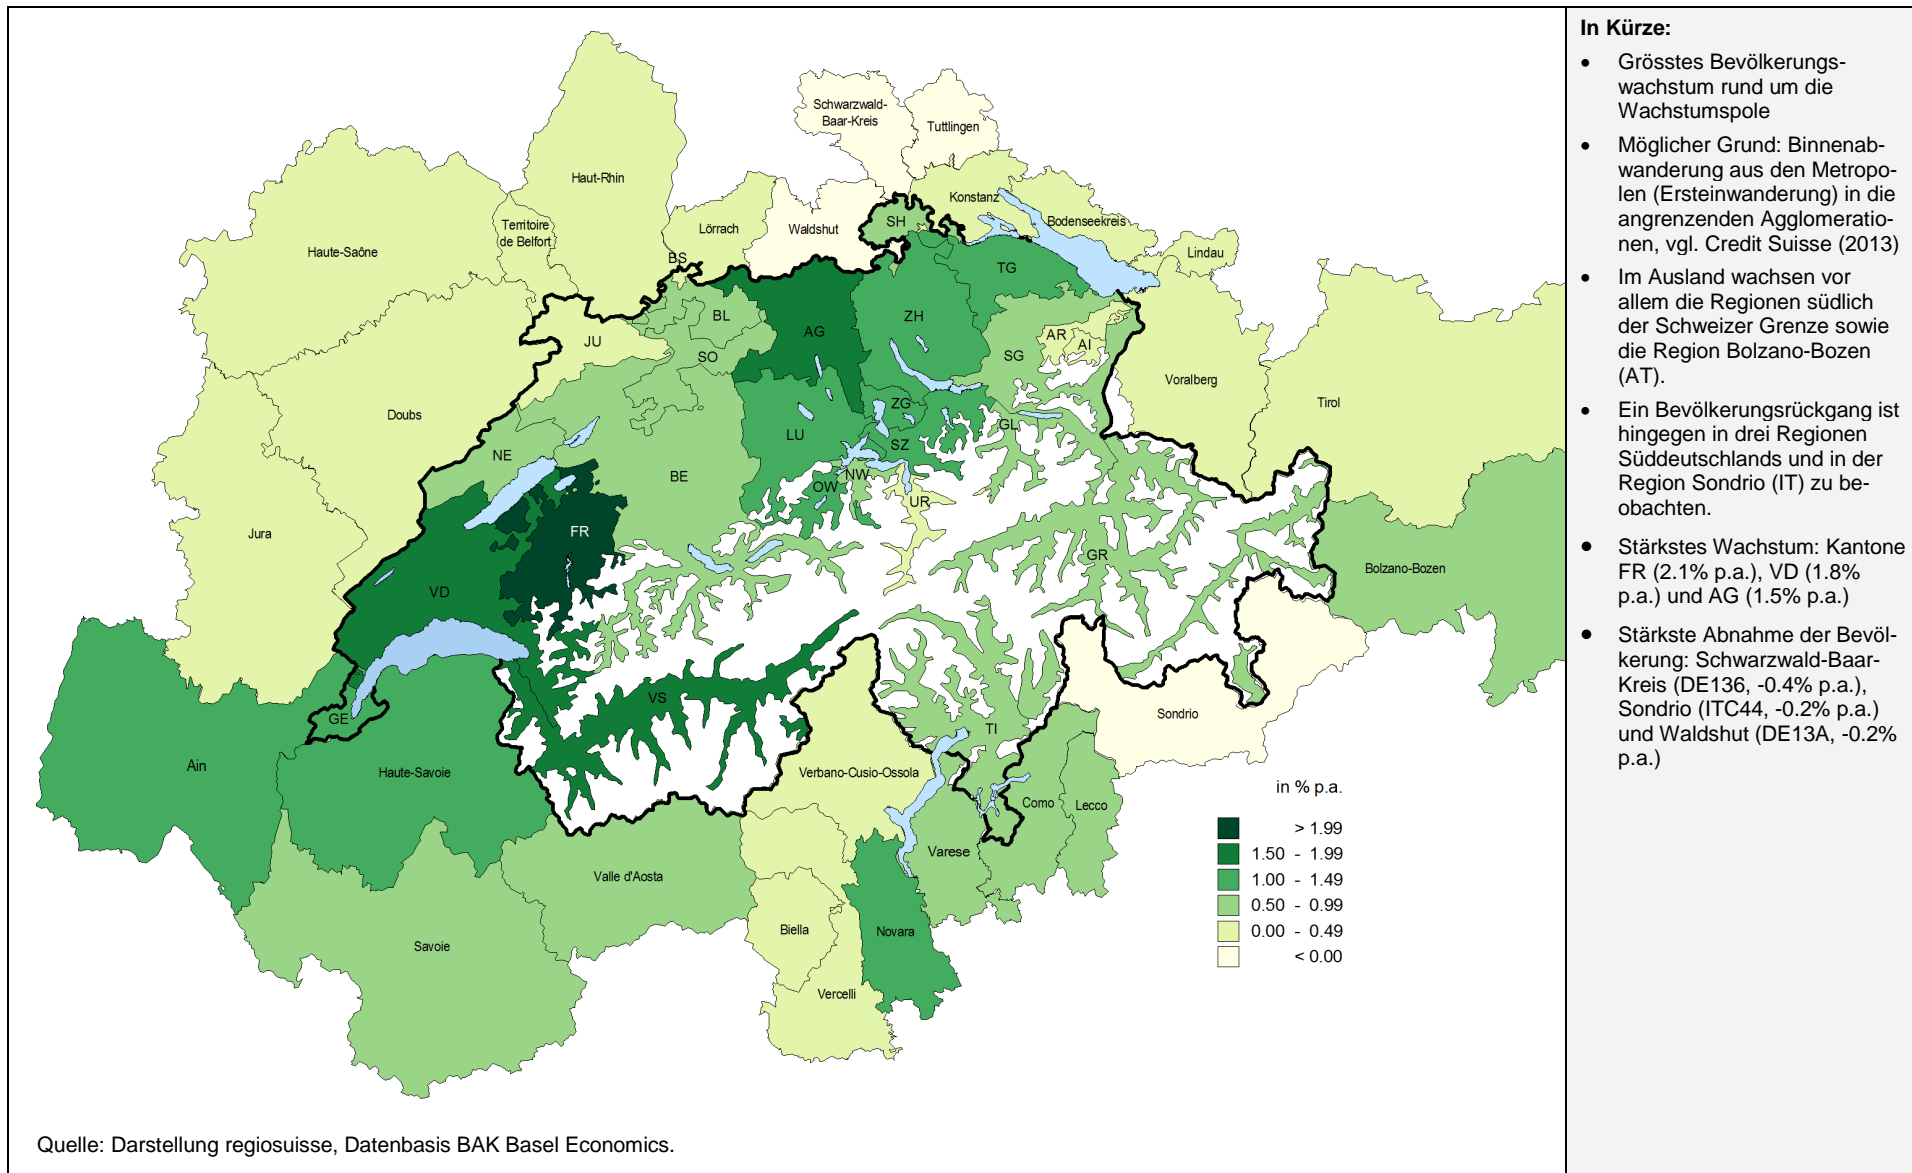 Schwarzwald-
Baar-Kreis
Tuttlingen
Haut-Rhin
Konstanz
Territoire
de Belfort
Lörrach
Waldshut
SH
Bodenseekreis
Haute-Saône
BS
Lindau
TG
BL
AG
ZH
JU
SO
AR
AI
SG
Voralberg
Doubs
Tirol
ZG
LU
GL
SZ
NE
BE
NW
OW
UR
FR
Jura
GR
Bolzano-Bozen
VD
VS
GE
TI
Sondrio
Ain
Haute-Savoie
Verbano-Cusio-Ossola
Como
Lecco
Varese
Valle d'Aosta
Biella
Novara
Savoie
Vercelli
in % p.a.
> 1.99
1.50 - 1.99
1.00 - 1.49
0.50 - 0.99
0.00 - 0.49
< 0.00
Quelle: Darstellung regiosuisse, Datenbasis BAK Basel Economics.
In Kürze:
• Grösstes Bevölkerungs-
wachstum rund um die
Wachstumspole
• Möglicher Grund: Binnenab-
wanderung aus den Metropo-
len (Ersteinwanderung) in die
angrenzenden Agglomeratio-
nen, vgl. Credit Suisse (2013)
• Im Ausland wachsen vor
allem die Regionen südlich
der Schweizer Grenze sowie
die Region Bolzano-Bozen
(AT).
• Ein Bevölkerungsrückgang ist
hingegen in drei Regionen
Süddeutschlands und in der
Region Sondrio (IT) zu be-
obachten.
• Stärkstes Wachstum: Kantone
FR (2.1% p.a.), VD (1.8%
p.a.) und AG (1.5% p.a.)
• Stärkste Abnahme der Bevöl-
kerung: Schwarzwald-Baar-
Kreis (DE136, -0.4% p.a.),
Sondrio (ITC44, -0.2% p.a.)
und Waldshut (DE13A, -0.2%
p.a.)